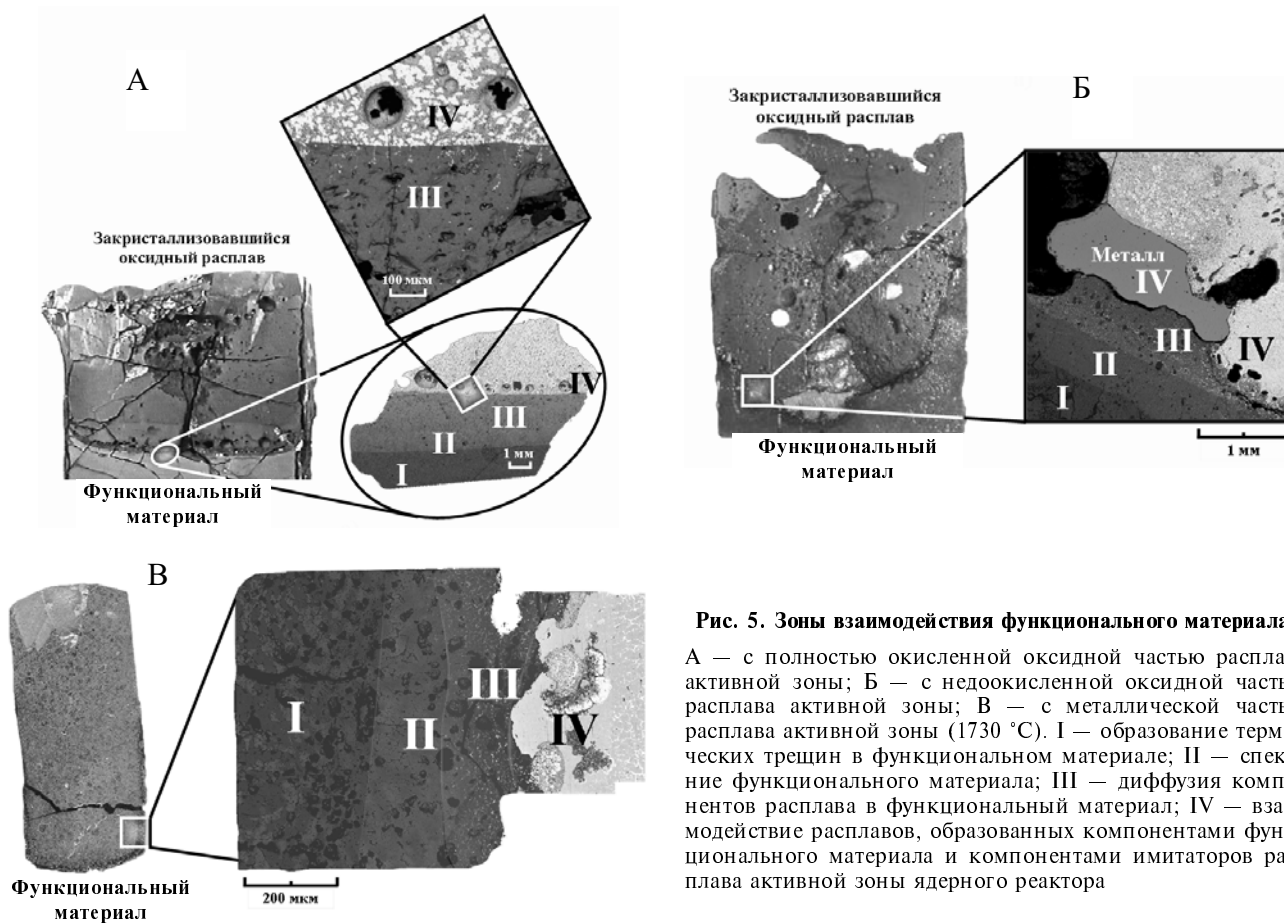 А
Закристаллизовавшийся
оксидный расплав
IV
III
100 мкм
IV
III
II
I
1 мм
Функциональный
материал
Б
Закристаллизовавшийся
оксидный расплав
Металл
IV
III
IV
II
I
1 мм
Функциональный
материал
В
I
II
III
IV
200 мкм
Функциональный
материал
Рис. 5. Зоны взаимодействия функционального материала
А — с полностью окисленной оксидной частью распла
активной зоны; Б — с недоокисленной оксидной часть
расплава активной зоны; В — с металлической часть
расплава активной зоны (1730 °С). I — образование терм
ческих трещин в функциональном материале; II — спек
ние функционального материала; III — диффузия комп
нентов расплава в функциональный материал; IV — вза
модействие расплавов, образованных компонентами фун
ционального материала и компонентами имитаторов ра
плава активной зоны ядерного реактора